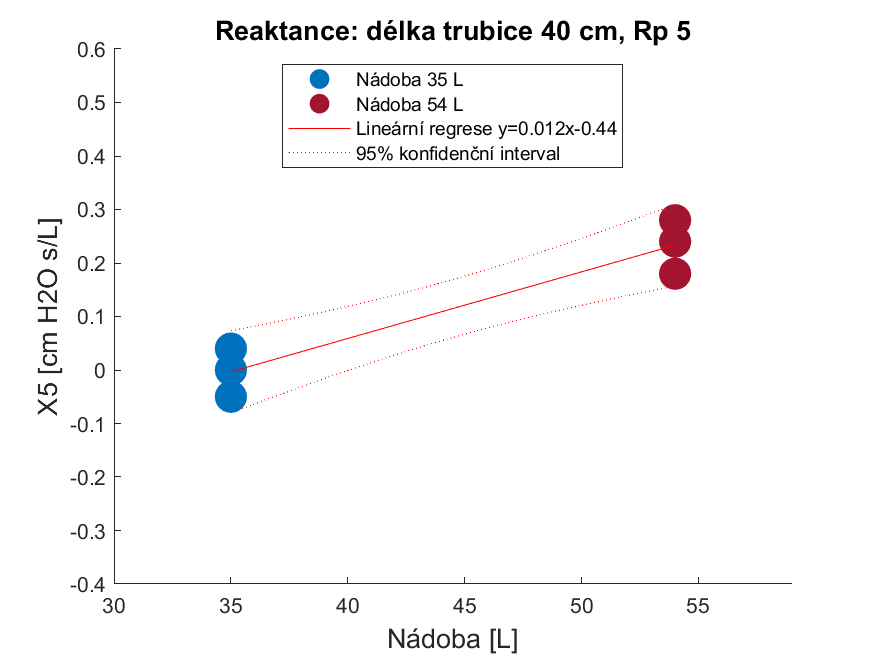 Reaktance: délka trubice 40 cm, Rp 5
Nádoba 35 L
Nádoba 54 L
Lineární regrese y=0.012x-0.44
95% konfidenční interval
X5 [cm H2O s/L]
0.6
0.5
0.4
0.3
0.2
0.1
0
-0.1
-0.2
-0.3
-0.4
30 35 40 45 50 55
Nádoba [L]